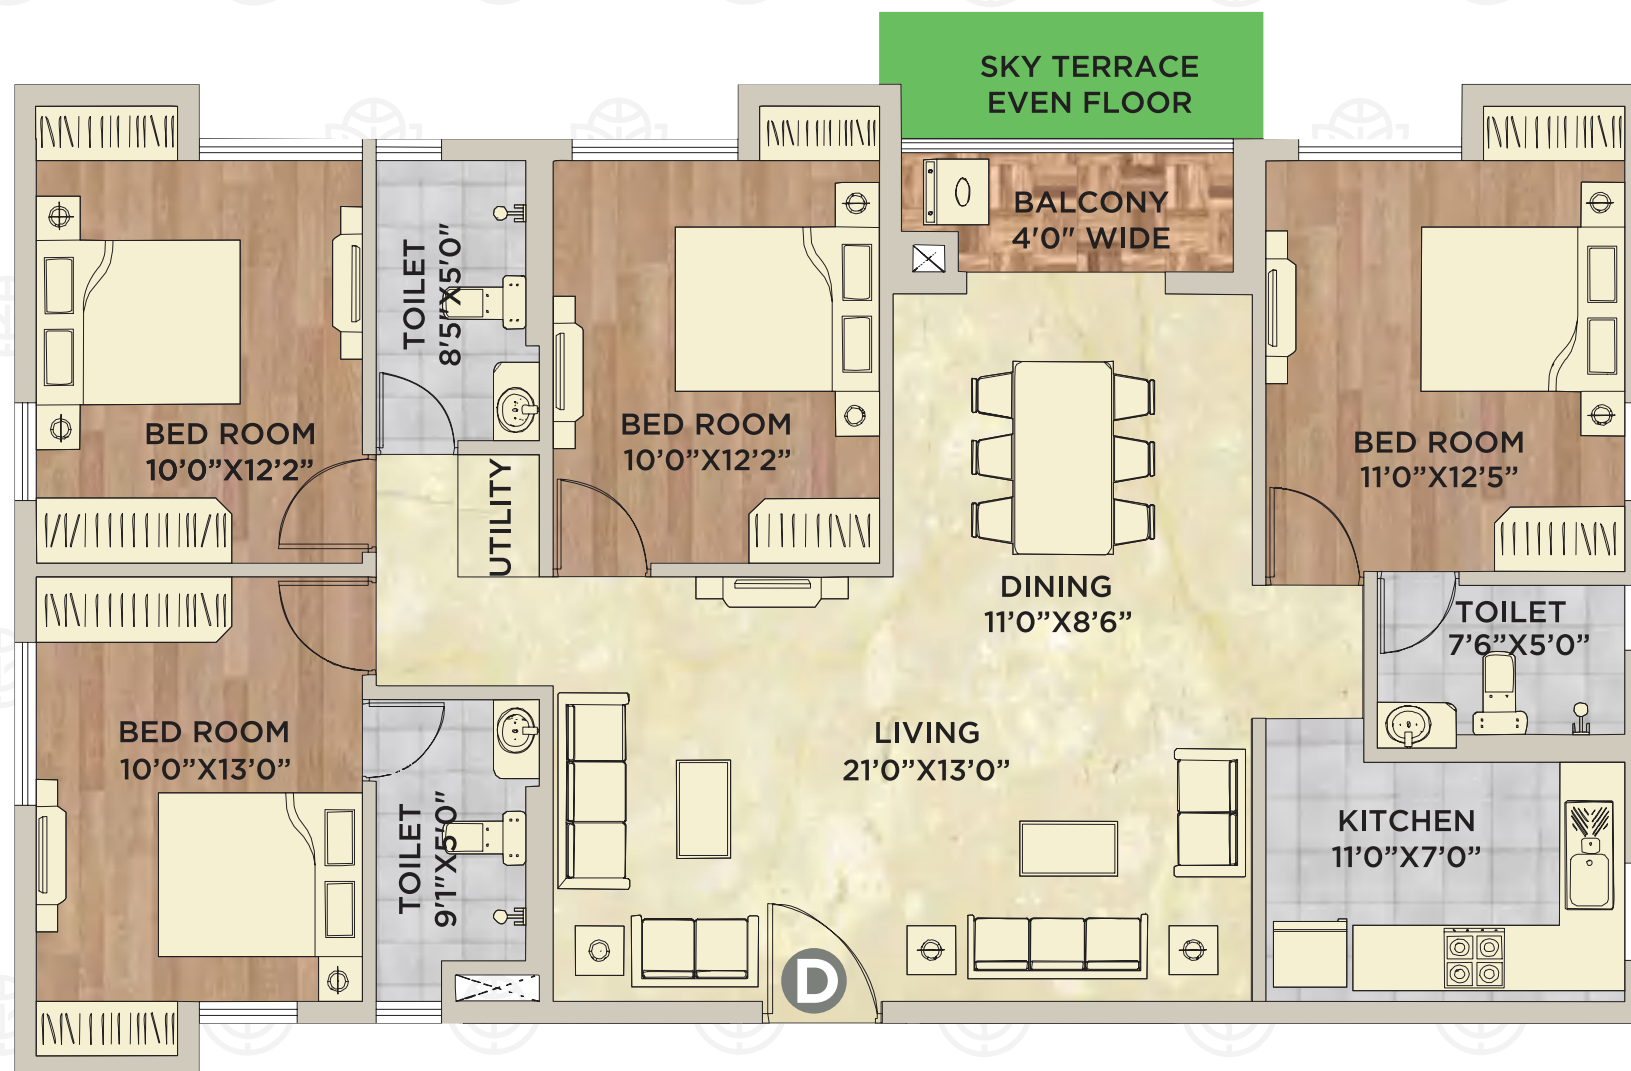 SKY TERRACE
EVEN FLOOR
BALCONY
4'0" WIDE
TOILET
8'5"X5'0"
BED ROOM
10'0”X12'2”
BED ROOM
10’0”X12’2”
BED ROOM
11’0”X12’5”
UTILITY
DINING
11’0”X8’6”
TOILET
7’6”X5’0”
BED ROOM
10’0”X13’0”
LIVING
21’0”X13’0”
TOILET
9’1”X5’0”
KITCHEN
11’0”X7’0”
D